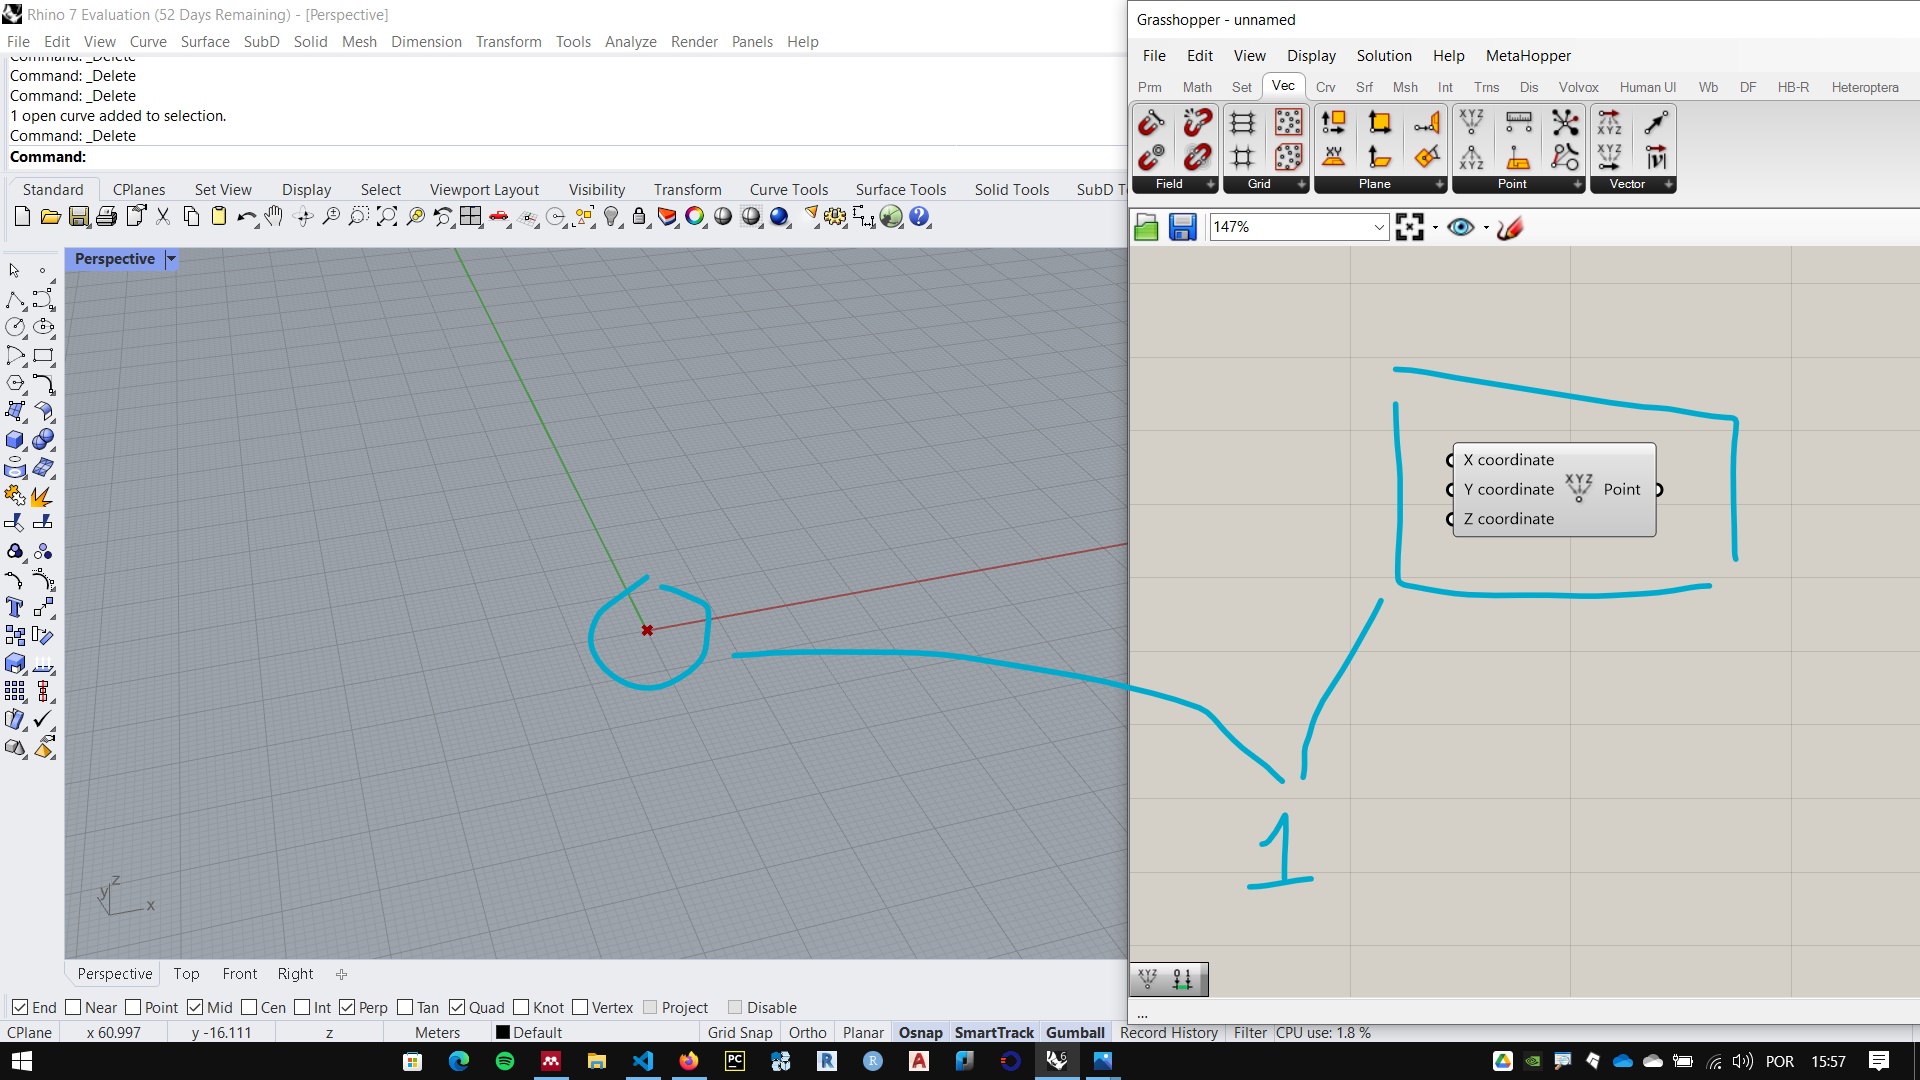 Rhino 7 Evaluation (52 Days Remaining) - [Perspective]
File Edit View Curve Surface SubD Solid Mesh Dimension Transform Tools Analyze Render Panels Help
Command: _Delete
Command: _Delete
Command: _Delete
1 open curve added to selection.
Command: _Delete
Command:
Standard CPlanes Set View Display Select Viewport Layout Visibility Transform Curve Tools Surface Tools Solid Tools SubD T
Perspective
z
y
x
Perspective Top Front Right
End Near Point Mid Cen Int Perp Tan Quad Knot Vertex Project Disable
CPlane x 60.997 y -16.111 z Meters Default Grid Snap Ortho Planar Osnap SmartTrack Gumball Record History Filter CPU use: 1.8 %
Grasshopper - unnamed
File Edit View Display Solution Help MetaHopper
Prm Math Set Vec Crv Srf Msh Int Trns Dis Volvox Human UI Wb DF HB-R Heteroptera
Field Grid Plane Point Vector
147%
X coordinate
Y coordinate XYZ Point
Z coordinate
1
XYZ 0 1
...
POR 15:57